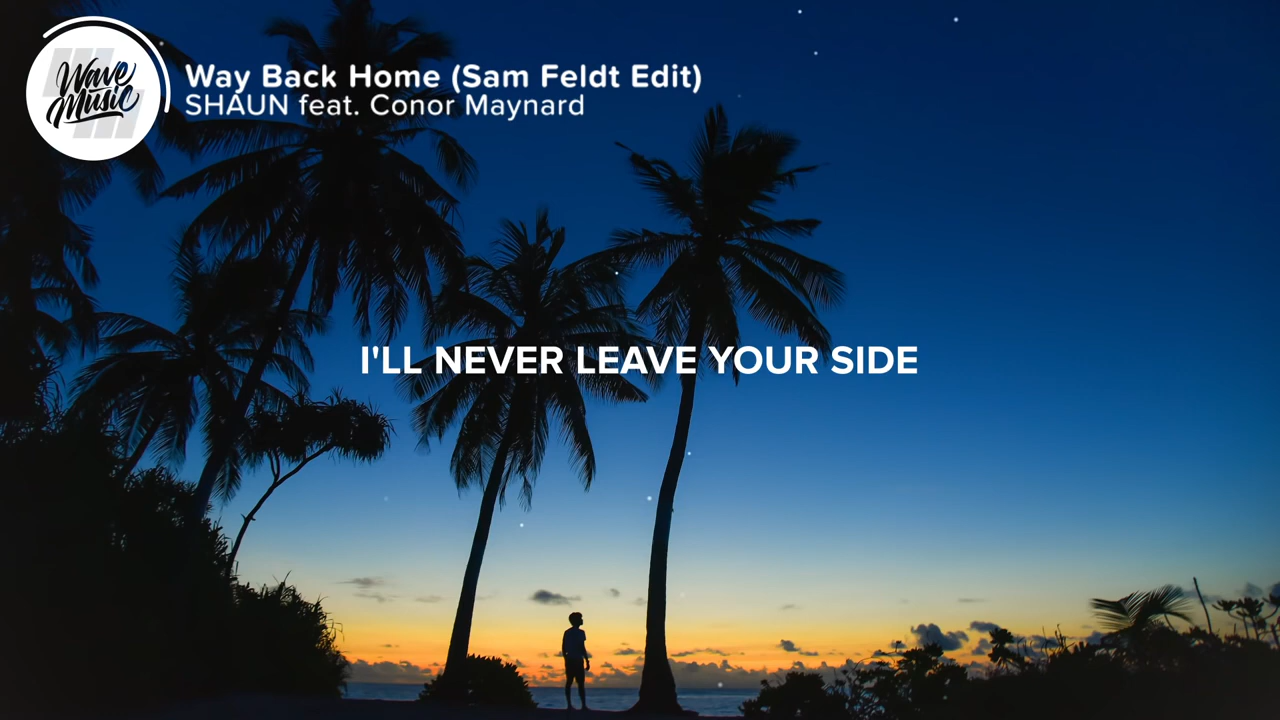 Wave
Music
Way Back Home (Sam Feldt Edit)
SHAUN feat. Conor Maynard
I'LL NEVER LEAVE YOUR SIDE